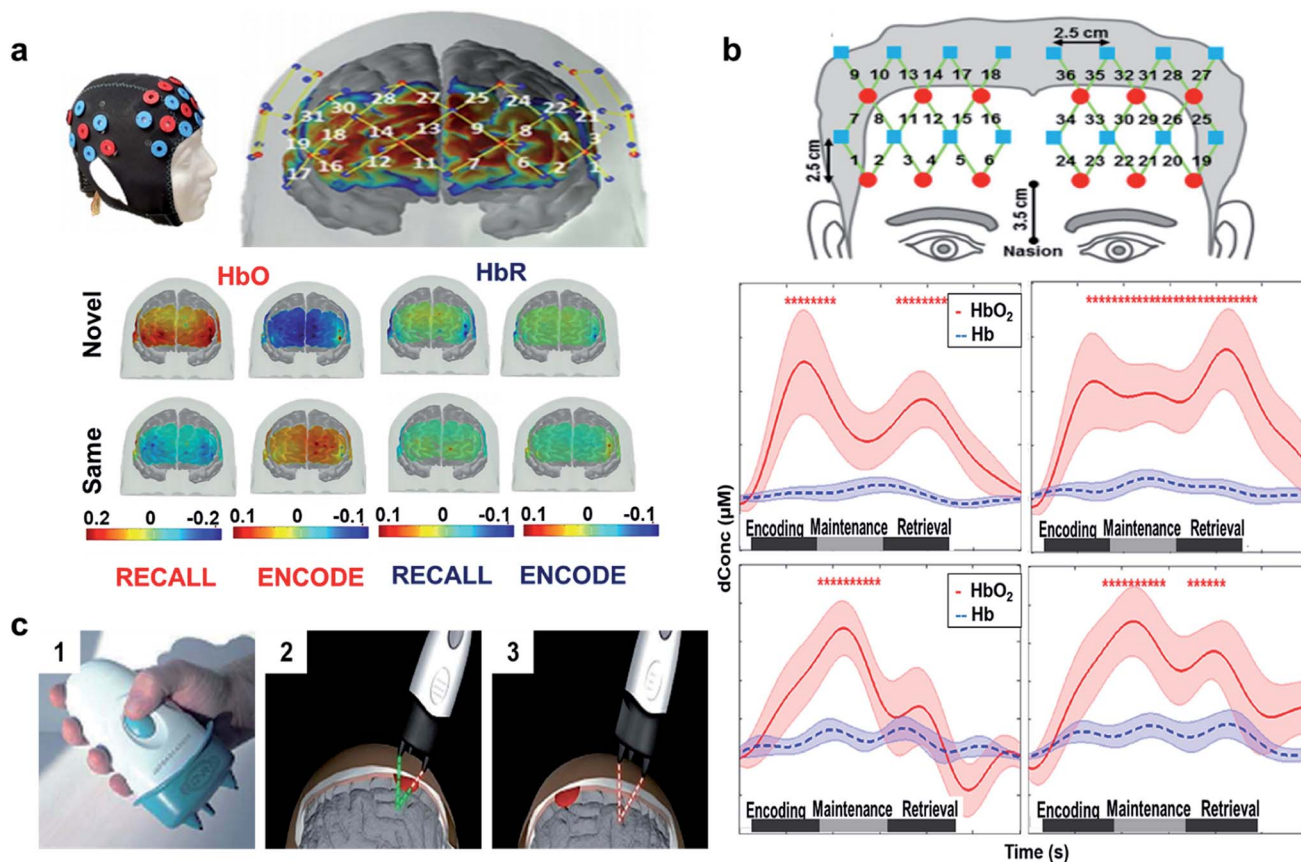 a
28 27 25 24
30 22
31 21
18 14 13 9 8 4 3
19
16 12 11 7 6 2 1
17
HbO HbR
Novel
Same
0.2 0 -0.2 0.1 0 -0.1 0.1 0 -0.1 0.1 0 -0.1
RECALL ENCODE RECALL ENCODE
b
2.5 cm
9 10 13 14 17 18 36 35 32 31 28 27
7 8 11 12 15 16 34 33 30 29 26 25
1 2 3 4 5 6 24 23 22 21 20 19
2.5 cm
3.5 cm
Nasion
******** ********
HbO2
Hb
Encoding Maintenance Retrieval
Encoding Maintenance Retrieval
dConc (µM)
HbO2
Hb
Encoding Maintenance Retrieval
Encoding Maintenance Retrieval
Time (s)
c
1 2 3